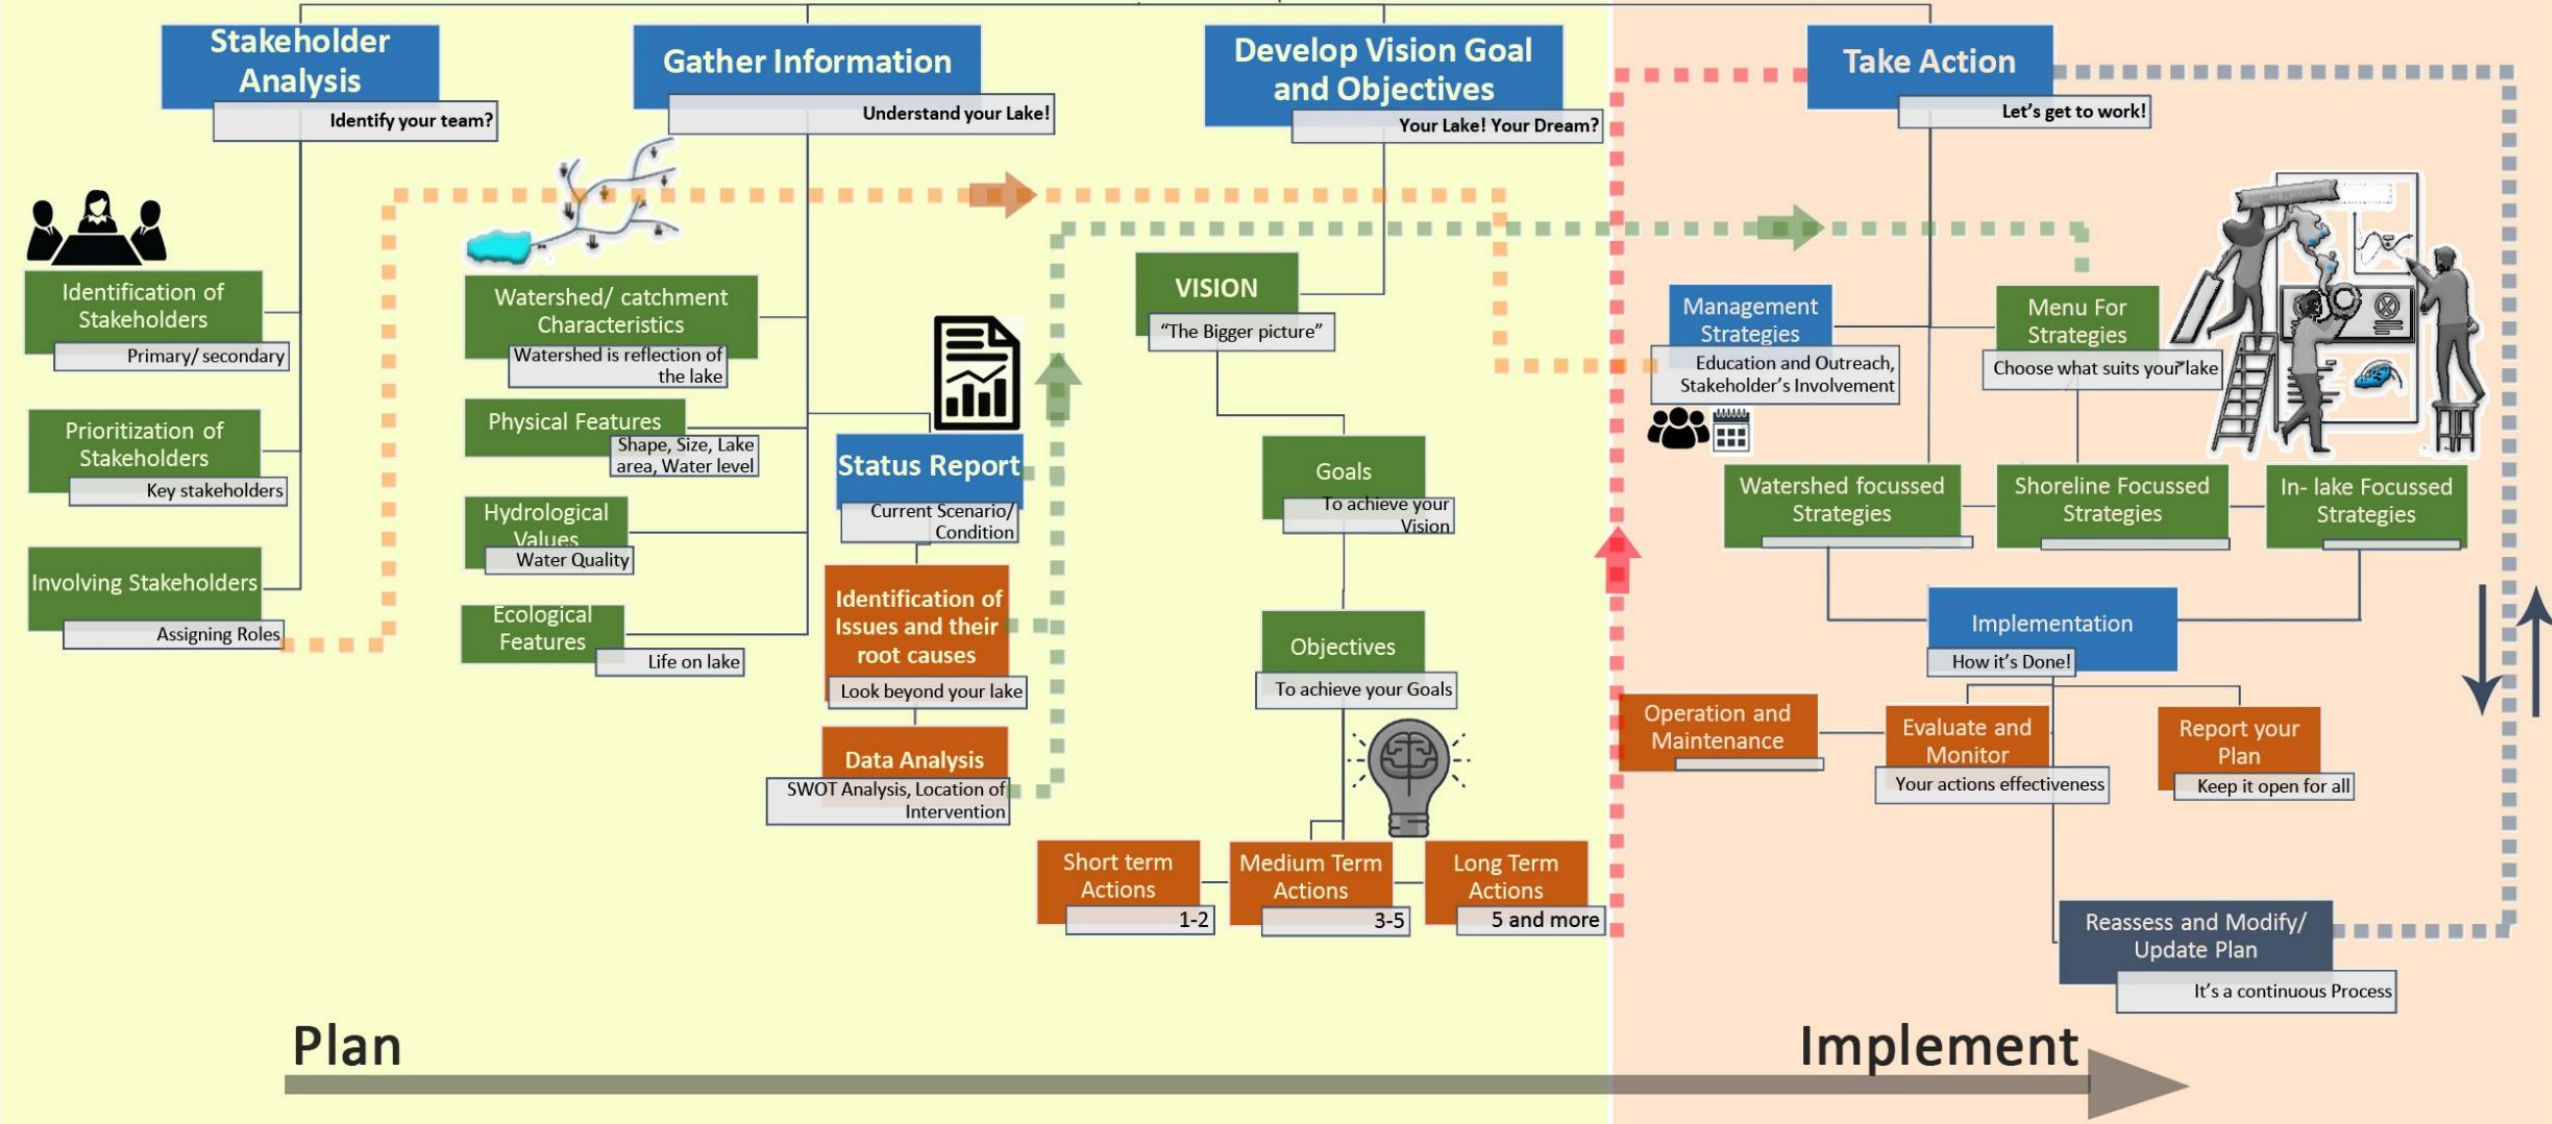 Stakeholder
Analysis
Identify your team?
Identification of
Stakeholders
Primary/ secondary
Prioritization of
Stakeholders
Key stakeholders
Involving Stakeholders
Assigning Roles
Gather Information
Understand your Lake!
Watershed/ catchment
Characteristics
Watershed is reflection of
the lake
Physical Features
Shape, Size, Lake
area, Water level
Hydrological
Values
Water Quality
Ecological
Features
Life on lake
Status Report
Current Scenario/
Condition
Identification of
Issues and their
root causes
Look beyond your lake
Data Analysis
SWOT Analysis, Location of
Intervention
Develop Vision Goal
and Objectives
Your Lake! Your Dream?
VISION
“The Bigger picture”
Goals
To achieve your
Vision
Objectives
To achieve your Goals
Short term
Actions
1-2
Medium Term
Actions
3-5
Long Term
Actions
5 and more
Take Action
Let’s get to work!
Management
Strategies
Education and Outreach,
Stakeholder’s Involvement
Menu For
Strategies
Choose what suits your lake
Watershed focussed
Strategies
Shoreline Focussed
Strategies
In- lake Focussed
Strategies
Implementation
How it’s Done!
Operation and
Maintenance
Evaluate and
Monitor
Your actions effectiveness
Report your
Plan
Keep it open for all
Reassess and Modify/
Update Plan
It’s a continuous Process
Plan
Implement